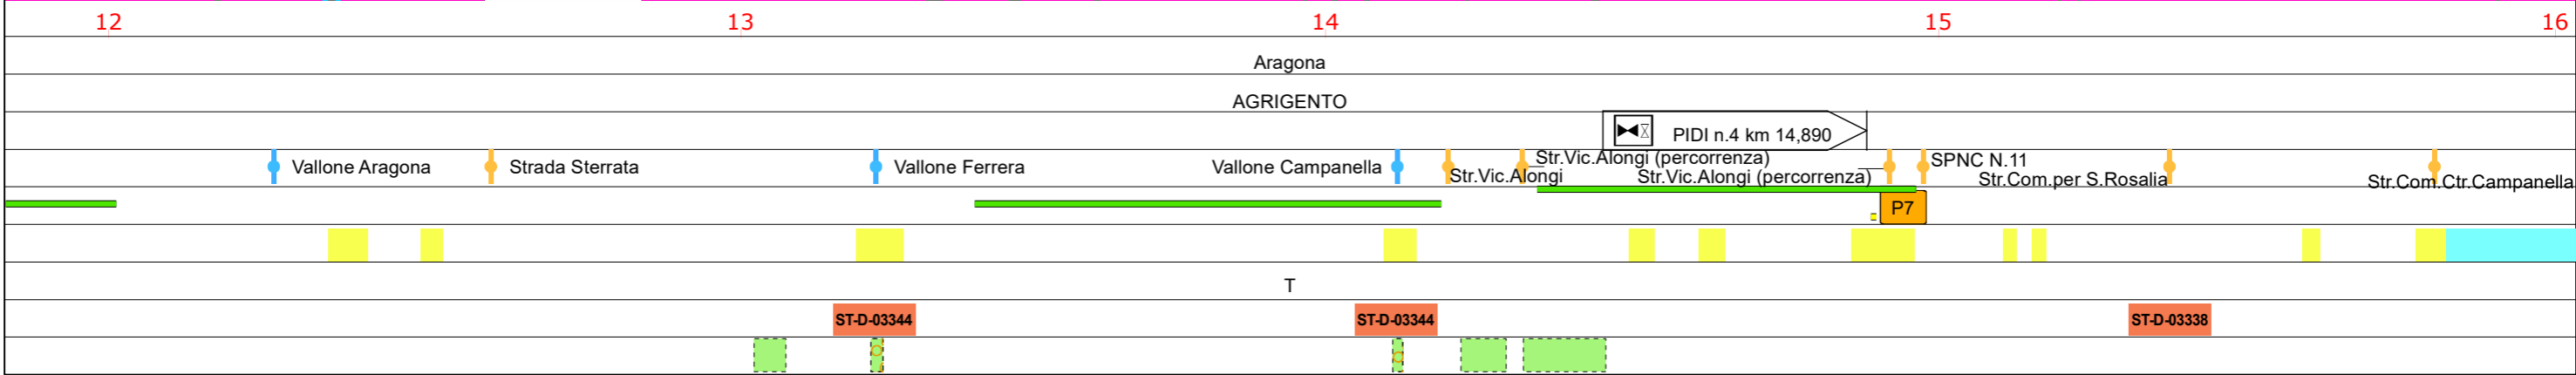 12 13 14 15 16
Aragona
AGRIGENTO
PIDI n.4 km 14,890
Vallone Aragona
Strada Sterrata
Vallone Ferrera
Vallone Campanella
Str.Vic.Alongi
Str.Vic.Alongi (percorrenza)
Str.Vic.Alongi (percorrenza)
SPNC N.11
Str.Com.per S.Rosalia
Str.Com.Ctr.Campanella
P7
T
ST-D-03344 ST-D-03344 ST-D-03338